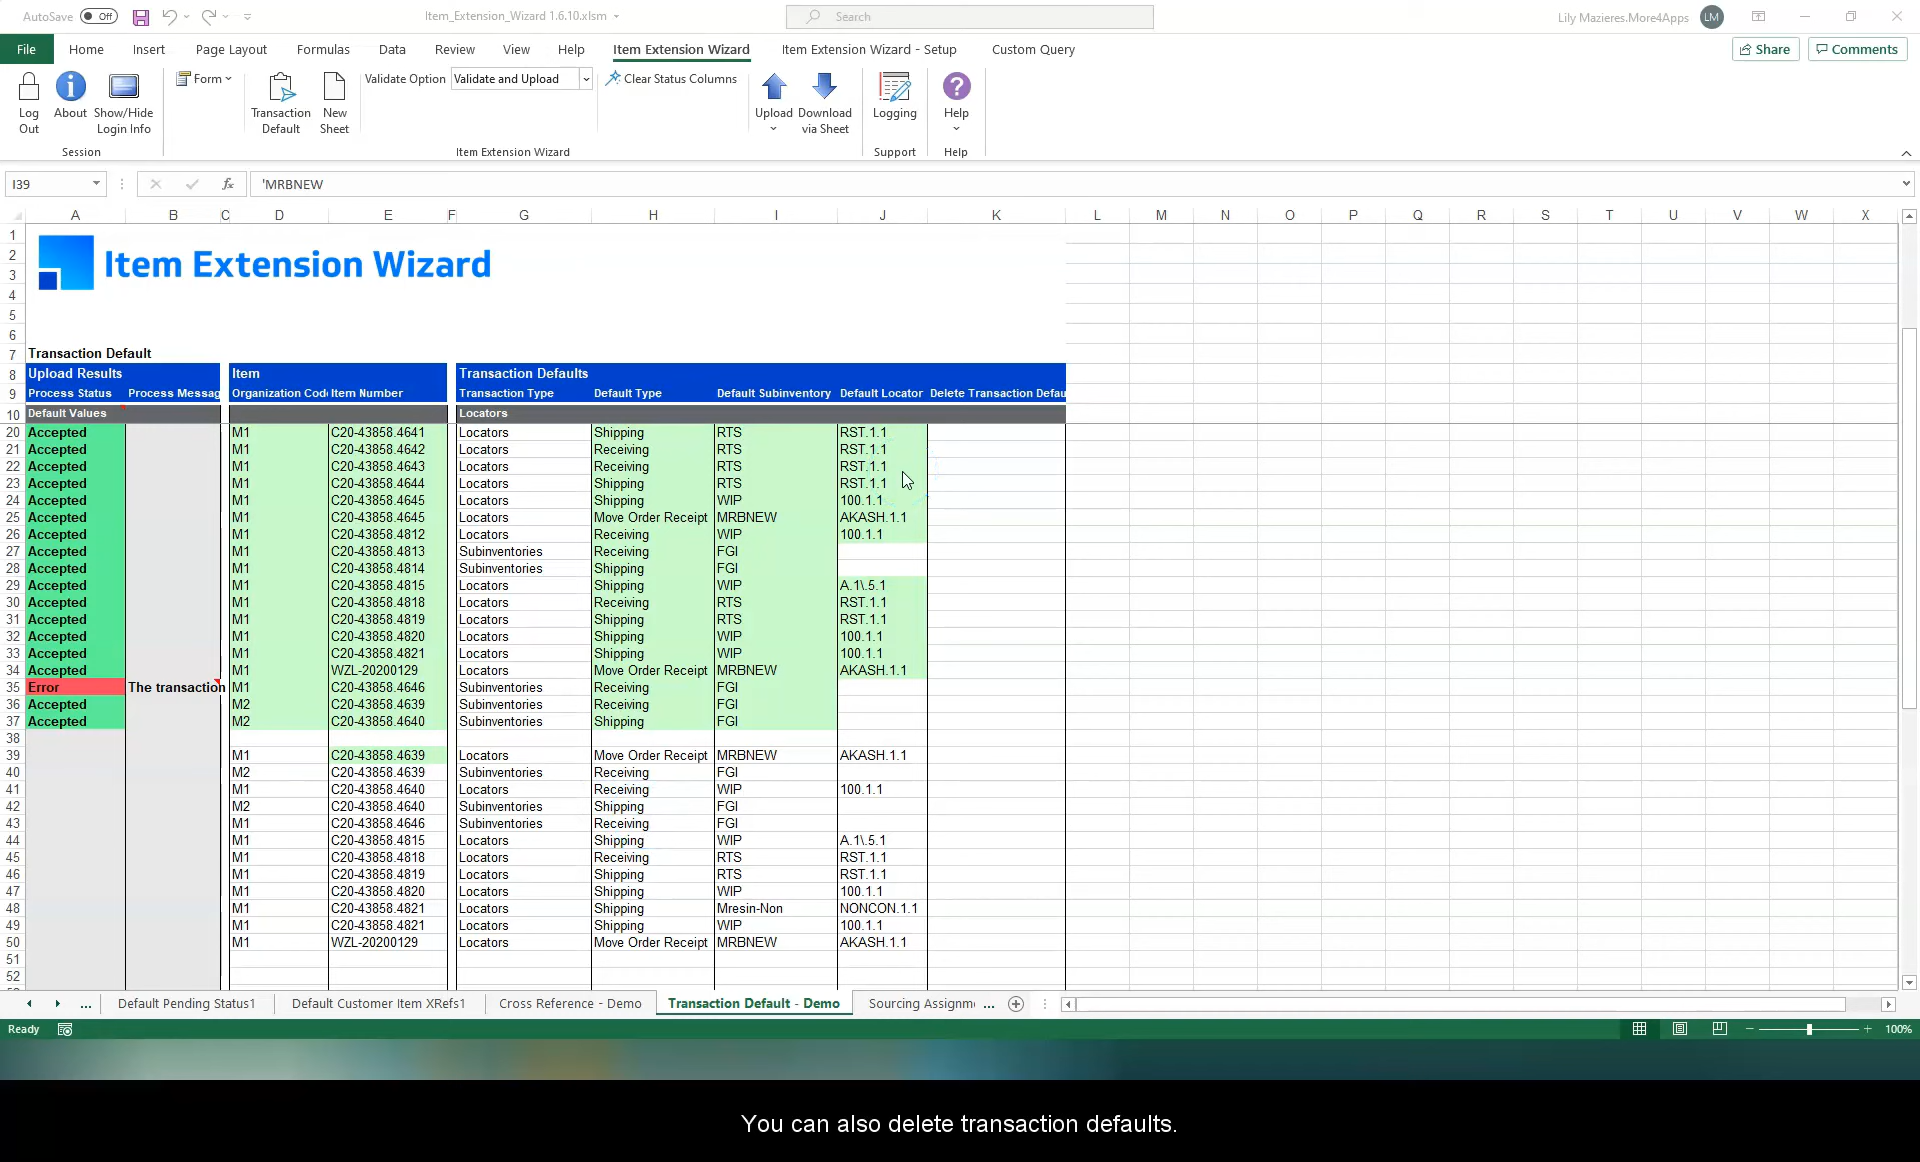 AutoSave Off Item_Extension_Wizard 1.6.10.xlsm Search Lily Mazieres.More4Apps LM
File Home Insert Page Layout Formulas Data Review View Help Item Extension Wizard Item Extension Wizard - Setup Custom Query Share Comments
Form Validate Option Validate and Upload Clear Status Columns
Log Out About Show/Hide Login Info Transaction Default New Sheet Upload Download via Sheet Logging Help
Session Item Extension Wizard Support Help
I39 fx 'MRBNEW
A B C D E F G H I J K L M N O P Q R S T U V W X
1
2 Item Extension Wizard
3
4
5
6
7 Transaction Default
8 Upload Results Item Transaction Defaults
9 Process Status Process Messag Organization Cod Item Number Transaction Type Default Type Default Subinventory Default Locator Delete Transaction Defau
10 Default Values Locators
20 Accepted M1 C20-43858.4641 Locators Shipping RTS RST.1.1
21 Accepted M1 C20-43858.4642 Locators Receiving RTS RST.1.1
22 Accepted M1 C20-43858.4643 Locators Receiving RTS RST.1.1
23 Accepted M1 C20-43858.4644 Locators Shipping RTS RST.1.1
24 Accepted M1 C20-43858.4645 Locators Shipping WIP 100.1.1
25 Accepted M1 C20-43858.4645 Locators Move Order Receipt MRBNEW AKASH.1.1
26 Accepted M1 C20-43858.4812 Locators Receiving WIP 100.1.1
27 Accepted M1 C20-43858.4813 Subinventories Receiving FGI
28 Accepted M1 C20-43858.4814 Subinventories Shipping FGI
29 Accepted M1 C20-43858.4815 Locators Shipping WIP A.1\.5.1
30 Accepted M1 C20-43858.4818 Locators Receiving RTS RST.1.1
31 Accepted M1 C20-43858.4819 Locators Shipping RTS RST.1.1
32 Accepted M1 C20-43858.4820 Locators Shipping WIP 100.1.1
33 Accepted M1 C20-43858.4821 Locators Shipping WIP 100.1.1
34 Accepted M1 WZL-20200129 Locators Move Order Receipt MRBNEW AKASH.1.1
35 Error The transaction M1 C20-43858.4646 Subinventories Receiving FGI
36 Accepted M2 C20-43858.4639 Subinventories Receiving FGI
37 Accepted M2 C20-43858.4640 Subinventories Shipping FGI
38
39 M1 C20-43858.4639 Locators Move Order Receipt MRBNEW AKASH.1.1
40 M2 C20-43858.4639 Subinventories Receiving FGI
41 M1 C20-43858.4640 Locators Receiving WIP 100.1.1
42 M2 C20-43858.4640 Subinventories Shipping FGI
43 M1 C20-43858.4646 Subinventories Receiving FGI
44 M1 C20-43858.4815 Locators Shipping WIP A.1\.5.1
45 M1 C20-43858.4818 Locators Receiving RTS RST.1.1
46 M1 C20-43858.4819 Locators Shipping RTS RST.1.1
47 M1 C20-43858.4820 Locators Shipping WIP 100.1.1
48 M1 C20-43858.4821 Locators Shipping Mresin-Non NONCON.1.1
49 M1 C20-43858.4821 Locators Shipping WIP 100.1.1
50 M1 WZL-20200129 Locators Move Order Receipt MRBNEW AKASH.1.1
51
52
... Default Pending Status1 Default Customer Item XRefs1 Cross Reference - Demo Transaction Default - Demo Sourcing Assignm ...
Ready 100%
You can also delete transaction defaults.